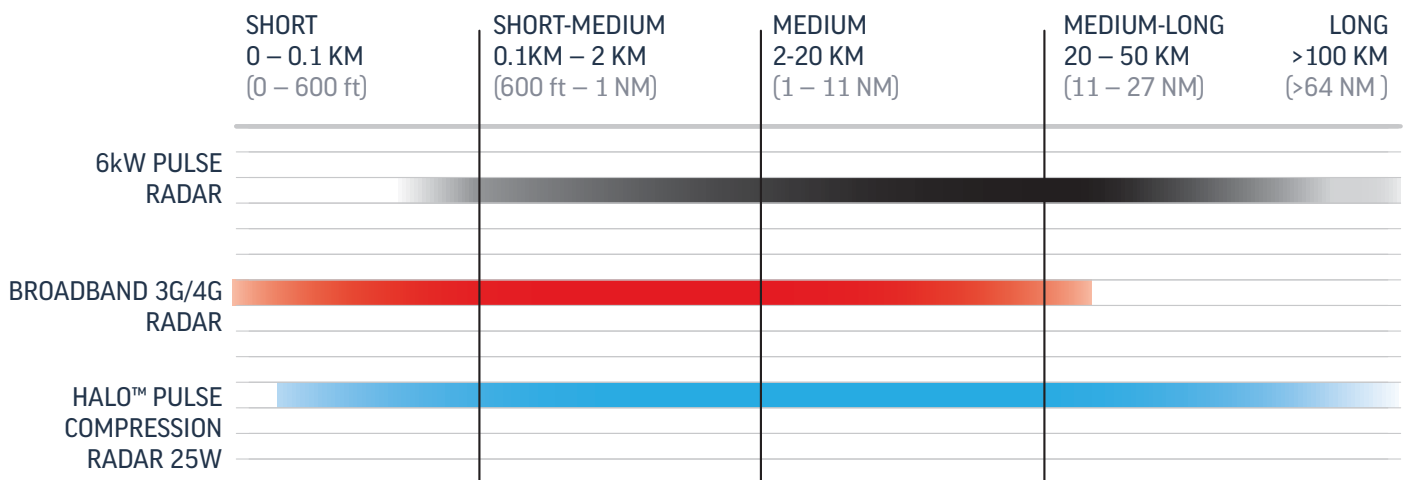 SHORT
0 – 0.1 KM
(0 – 600 ft)
SHORT-MEDIUM
0.1KM – 2 KM
(600 ft – 1 NM)
MEDIUM
2-20 KM
(1 – 11 NM)
MEDIUM-LONG
20 – 50 KM
(11 – 27 NM)
LONG
>100 KM
(>64 NM )
6kW PULSE
RADAR
BROADBAND 3G/4G
RADAR
HALO™ PULSE
COMPRESSION
RADAR 25W